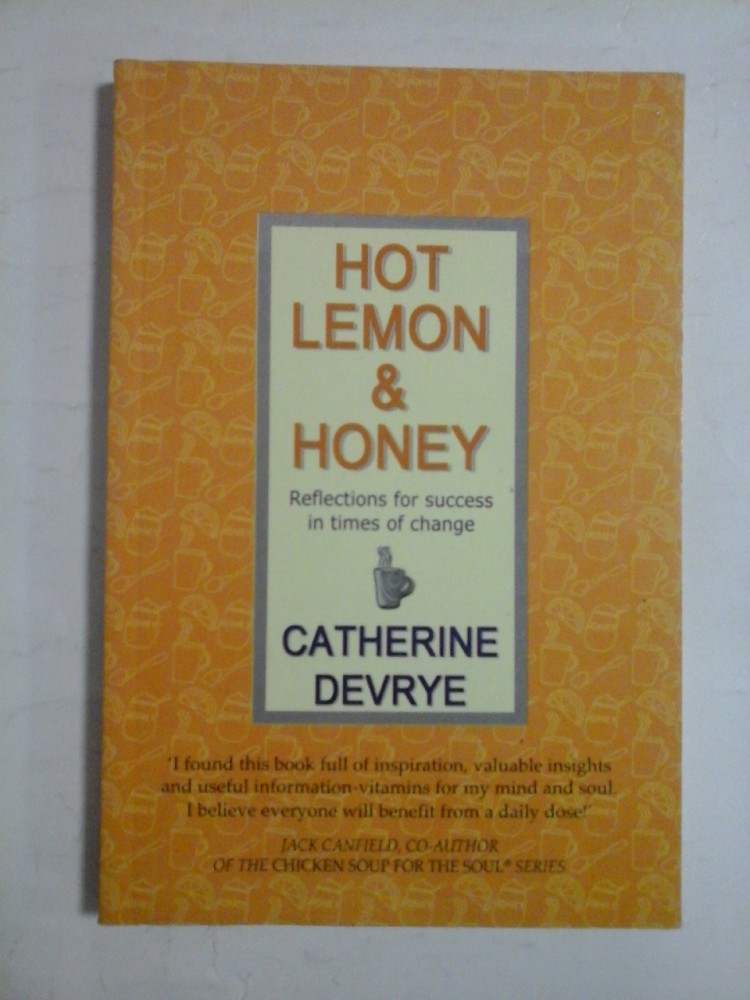 HOT
LEMON
&
HONEY
Reflections for success
in times of change
CATHERINE
DEVRYE
'I found this book full of inspiration, valuable insights
and useful information-vitamins for my mind and soul.
I believe everyone will benefit from a daily dose!'
JACK CANFIELD, CO-AUTHOR
OF THE CHICKEN SOUP FOR THE SOUL® SERIES